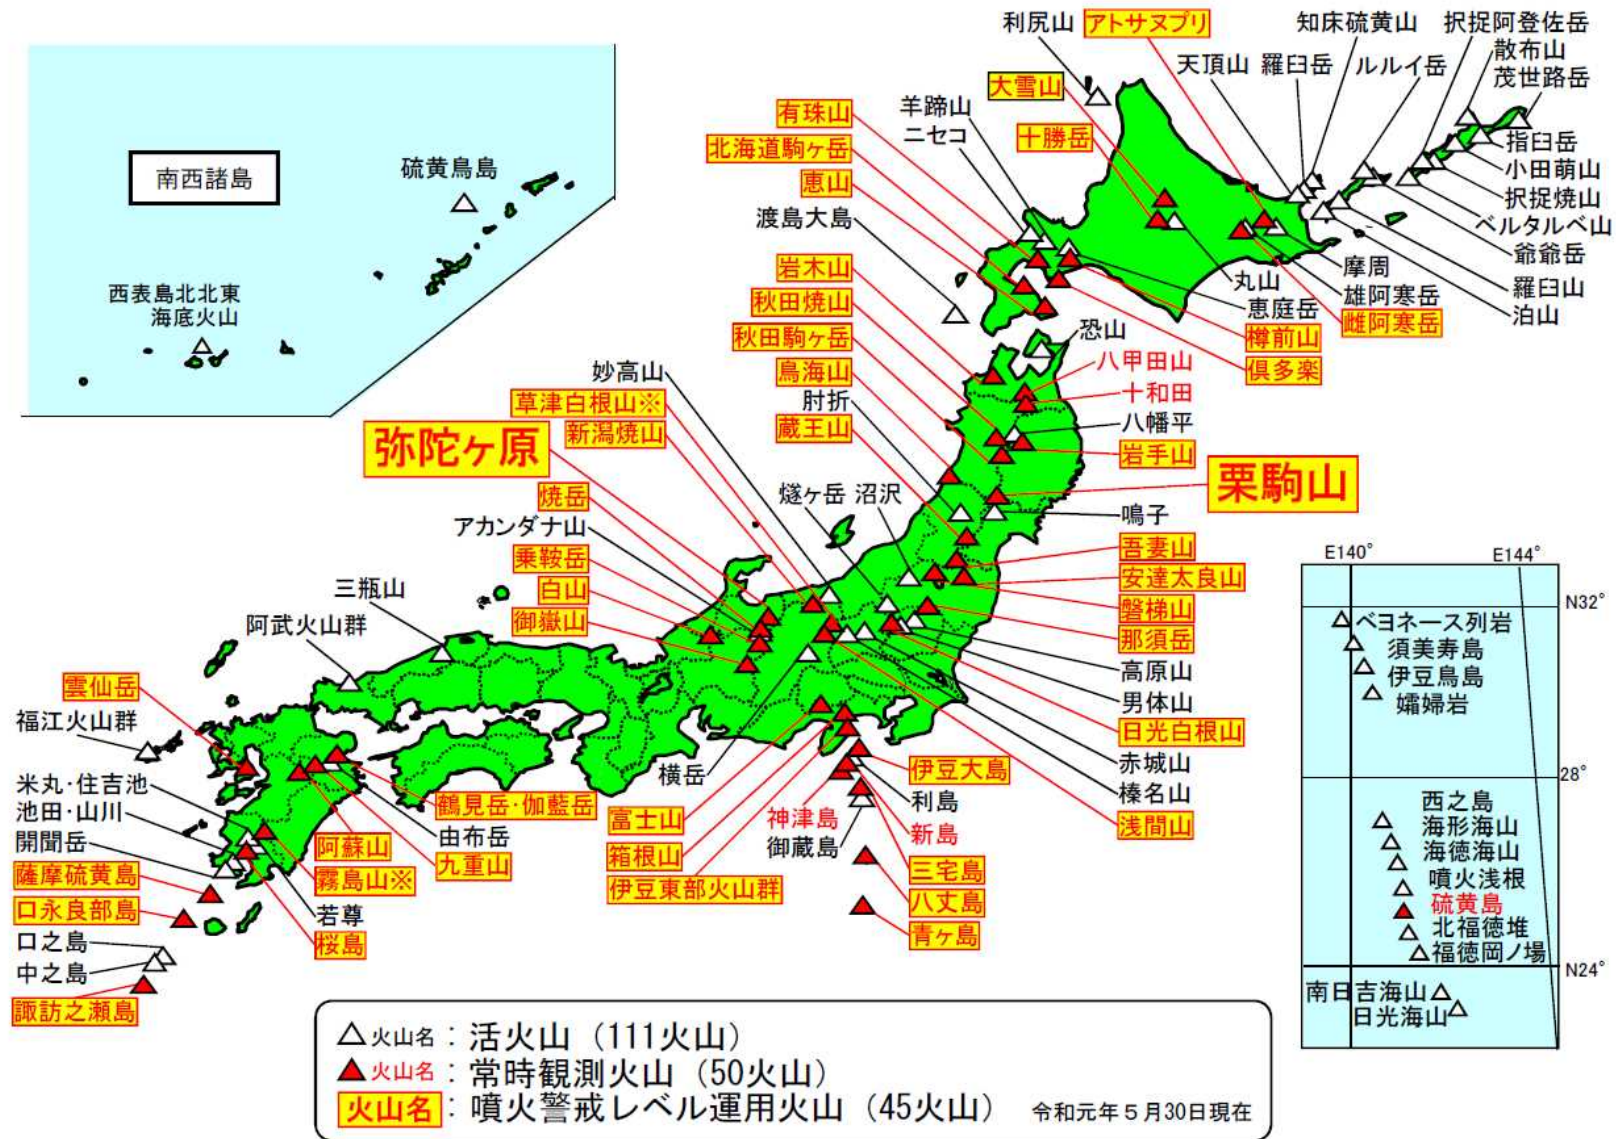 南西諸島
硫黄鳥島
西表島北北東
海底火山
利尻山
アトサヌプリ
知床硫黄山
択捉阿登佐岳
散布山
茂世路岳
天頂山
羅臼岳
ルルイ岳
大雪山
十勝岳
羊蹄山
ニセコ
有珠山
北海道駒ヶ岳
恵山
渡島大島
指臼岳
小田萌山
択捉焼山
ベルタルベ山
爺爺岳
羅臼山
泊山
摩周
雄阿寒岳
雌阿寒岳
丸山
恵庭岳
樽前山
倶多楽
岩木山
秋田焼山
秋田駒ヶ岳
鳥海山
肘折
蔵王山
恐山
八甲田山
十和田
八幡平
岩手山
栗駒山
鳴子
妙高山
草津白根山※
新潟焼山
弥陀ヶ原
焼岳
アカンダナ山
乗鞍岳
白山
御嶽山
燧ヶ岳
沼沢
吾妻山
安達太良山
磐梯山
那須岳
高原山
男体山
日光白根山
赤城山
榛名山
浅間山
三瓶山
阿武火山群
横岳
富士山
箱根山
伊豆東部火山群
伊豆大島
利島
神津島
新島
御蔵島
三宅島
八丈島
青ヶ島
雲仙岳
福江火山群
米丸・住吉池
池田・山川
開聞岳
薩摩硫黄島
口永良部島
口之島
中之島
諏訪之瀬島
鶴見岳・伽藍岳
由布岳
九重山
阿蘇山
霧島山※
若尊
桜島
E140°
E144°
N32°
ベヨネース列岩
須美寿島
伊豆鳥島
孀婦岩
28°
西之島
海形海山
海徳海山
噴火浅根
硫黄島
北福徳堆
福徳岡ノ場
N24°
南日吉海山
日光海山
火山名：活火山（111火山）
火山名：常時観測火山（50火山）
火山名：噴火警戒レベル運用火山（45火山）
令和元年５月30日現在